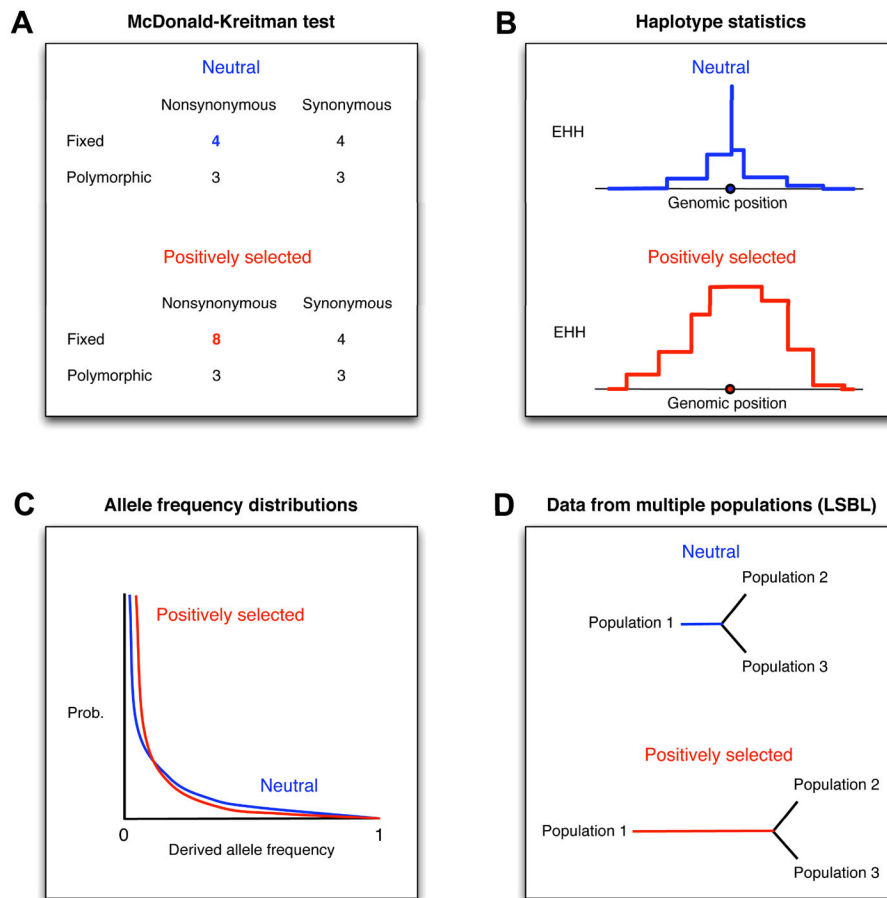 A McDonald-Kreitman test
Neutral
Nonsynonymous Synonymous
Fixed 4 4
Polymorphic 3 3
Positively selected
Nonsynonymous Synonymous
Fixed 8 4
Polymorphic 3 3
B Haplotype statistics
Neutral
EHH
Genomic position
Positively selected
EHH
Genomic position
C Allele frequency distributions
Positively selected
Prob.
Neutral
0 1
Derived allele frequency
D Data from multiple populations (LSBL)
Neutral
Population 2
Population 1
Population 3
Positively selected
Population 2
Population 1
Population 3